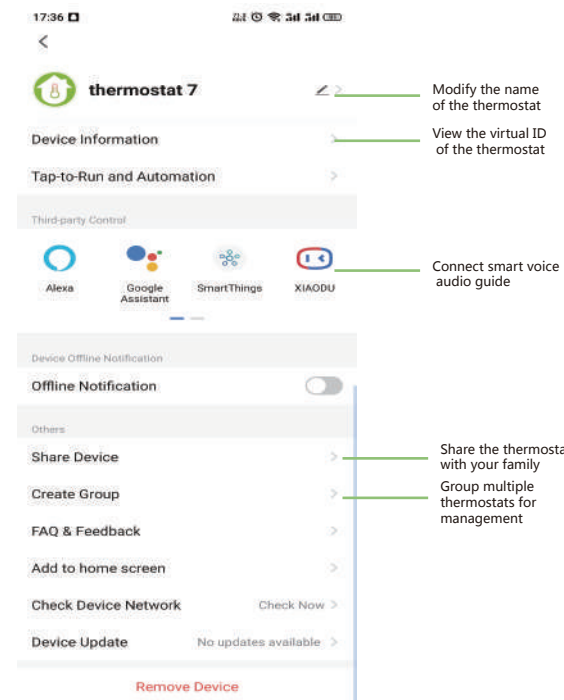 17:36
thermostat 7
Modify the name
of the thermostat
Device Information
View the virtual ID
of the thermostat
Tap-to-Run and Automation
Third-party Control
Alexa
Google
Assistant
SmartThings
XIAODU
Connect smart voice
audio guide
Device Offline Notification
Offline Notification
Others
Share Device
Share the thermosta
with your family
Create Group
Group multiple
thermostats for
management
FAQ & Feedback
Add to home screen
Check Device Network Check Now
Device Update No updates available
Remove Device